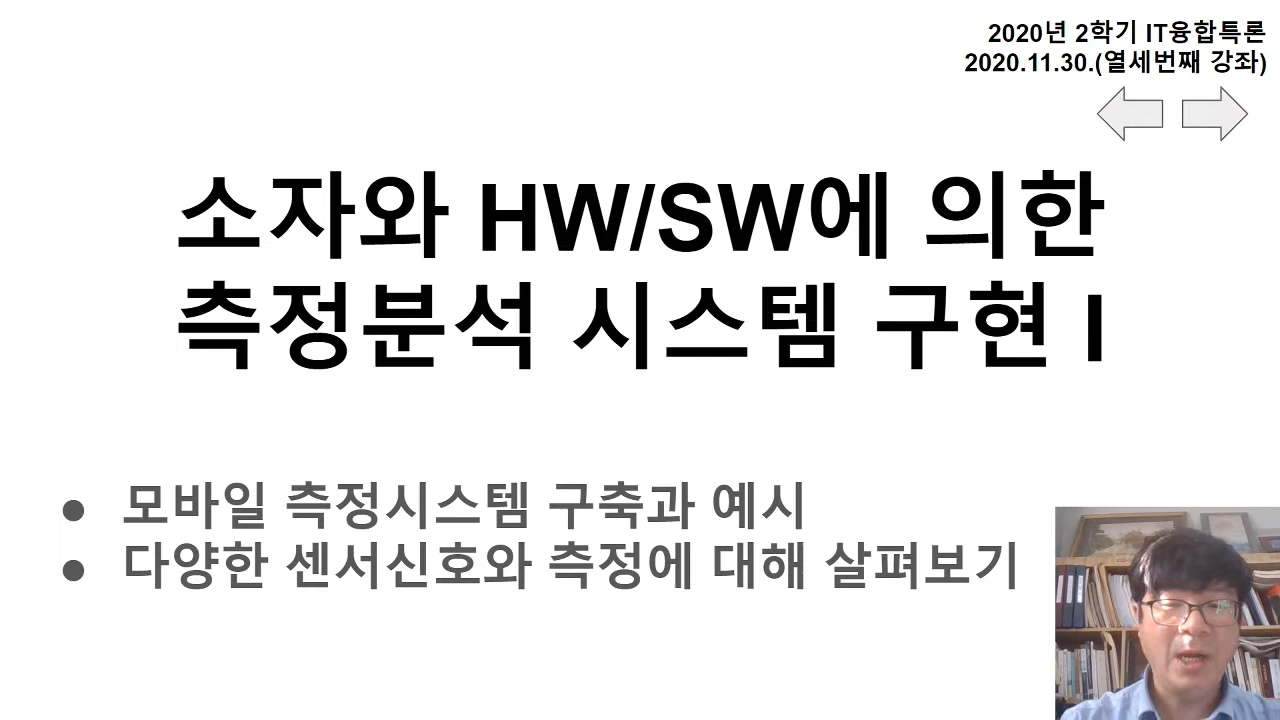 2020년 2학기 IT융합특론
2020.11.30.(열세번째 강좌)
소자와 HW/SW에 의한
측정분석 시스템 구현 I
● 모바일 측정시스템 구축과 예시
● 다양한 센서신호와 측정에 대해 살펴보기